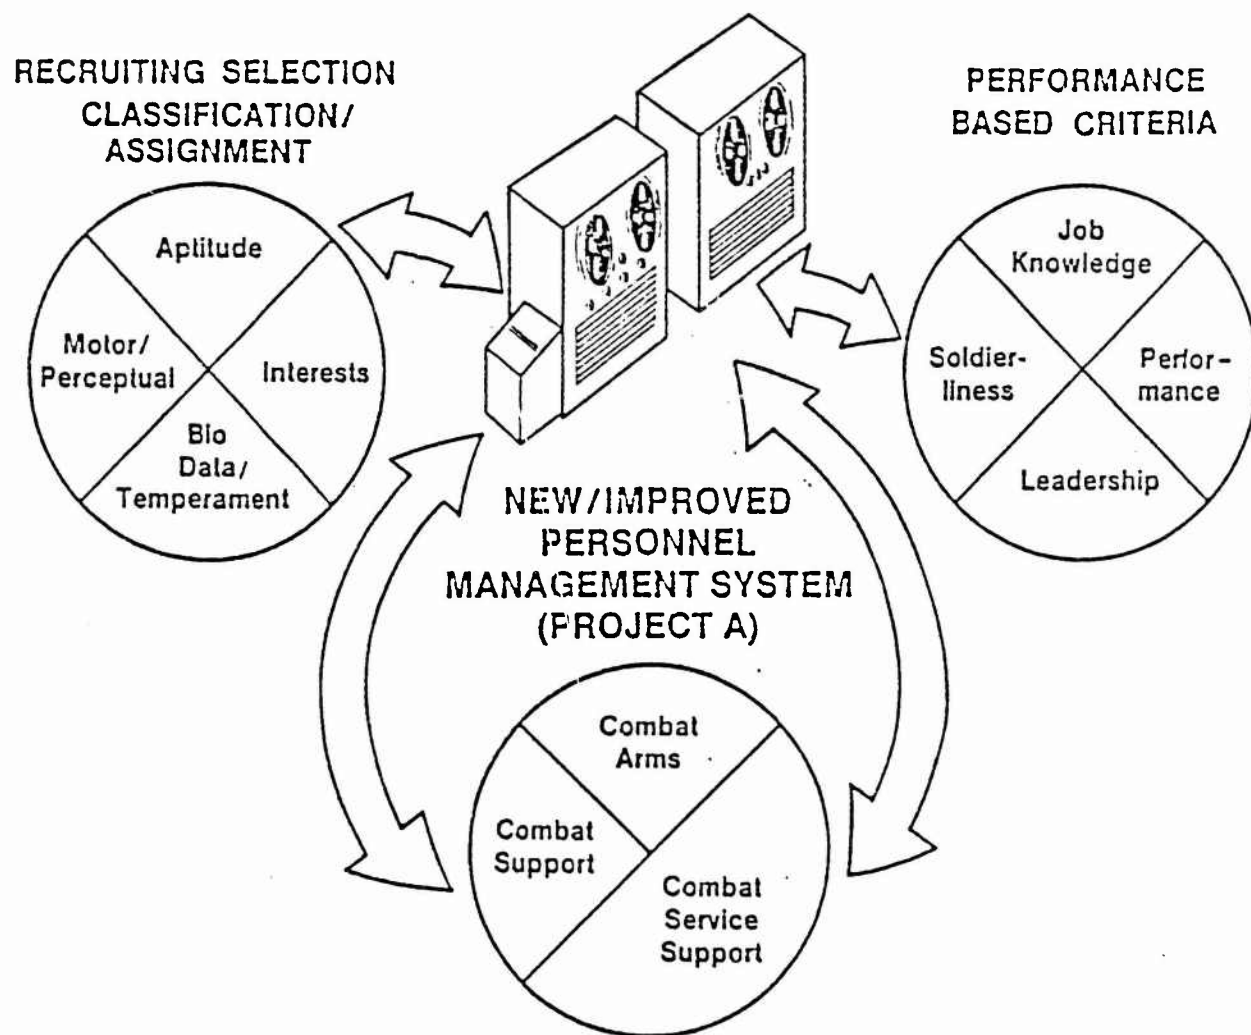 RECRUITING SELECTION
CLASSIFICATION/
ASSIGNMENT
Aptitude
Motor/
Perceptual
Interests
Bio
Data/
Temperament
PERFORMANCE
BASED CRITERIA
Job
Knowledge
Soldier-
liness
Perfor-
mance
Leadership
NEW/IMPROVED
PERSONNEL
MANAGEMENT SYSTEM
(PROJECT A)
Combat
Arms
Combat
Support
Combat
Service
Support